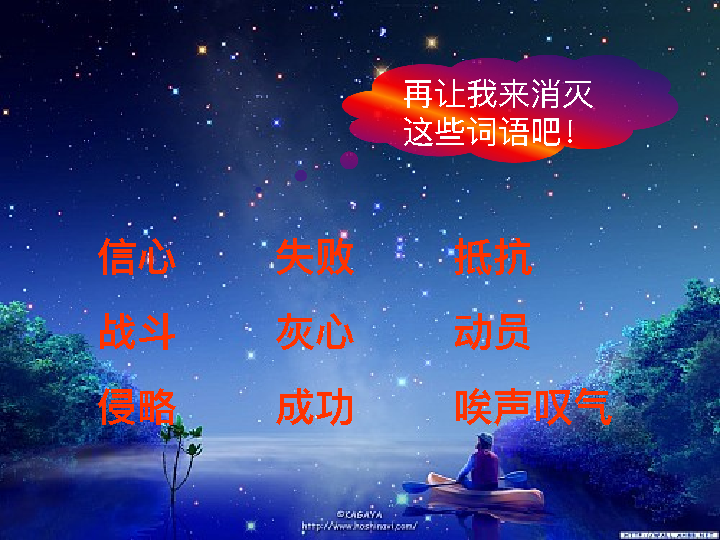 再让我来消灭
这些词语吧！
信心 失败 抵抗
战斗 灰心 动员
侵略 成功 唉声叹气
©KAGAYA
http://www.hoshinavi.com/